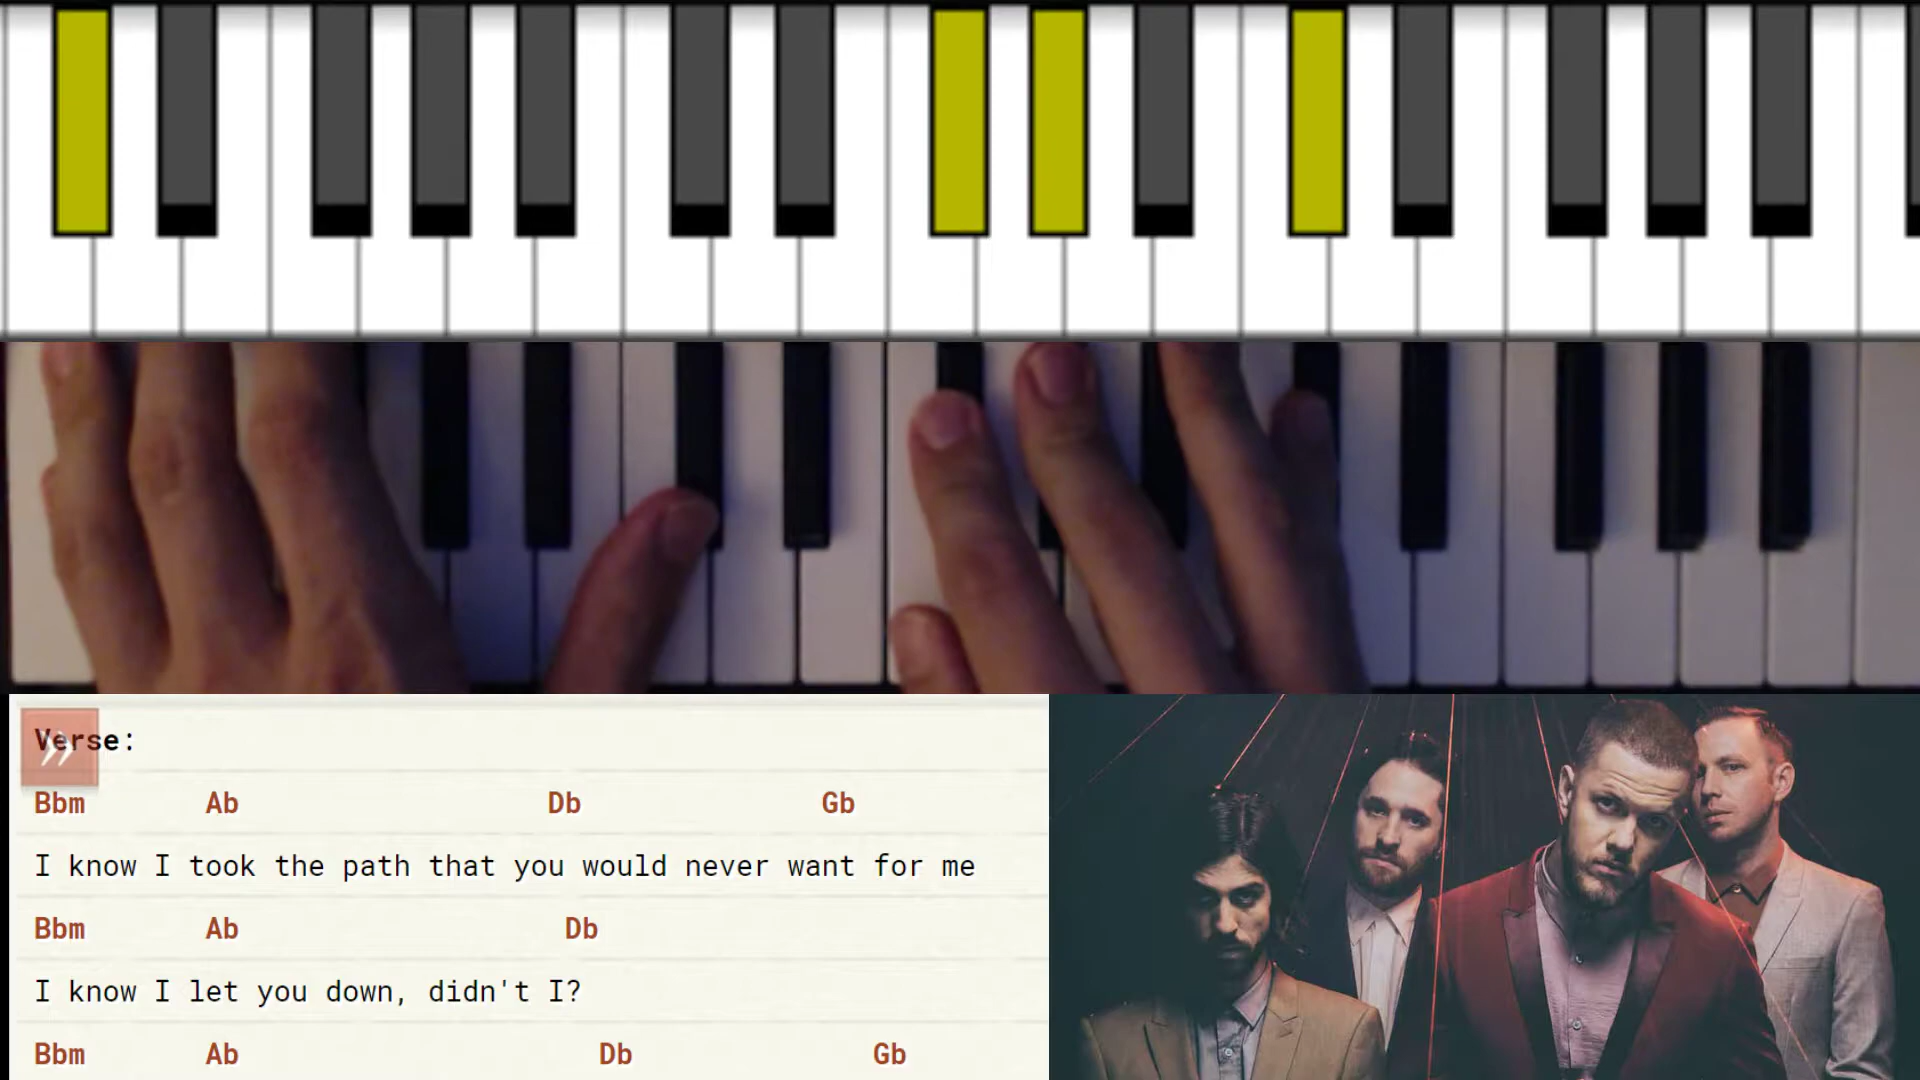 Verse:
Bbm Ab Db Gb
I know I took the path that you would never want for me
Bbm Ab Db
I know I let you down, didn't I?
Bbm Ab Db Gb